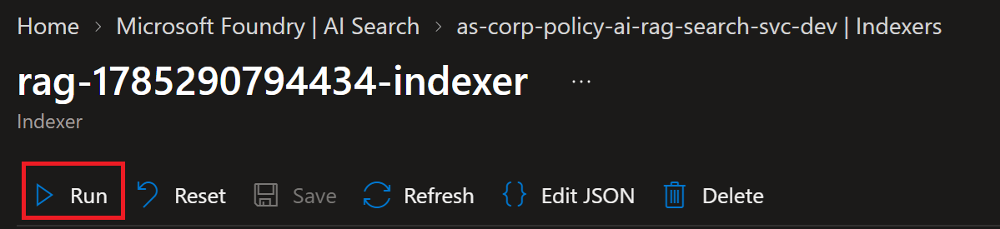 Home > Microsoft Foundry | AI Search > as-corp-policy-ai-rag-search-svc-dev | Indexers
rag-1785290794434-indexer ...
Indexer
Run Reset Save Refresh {} Edit JSON Delete